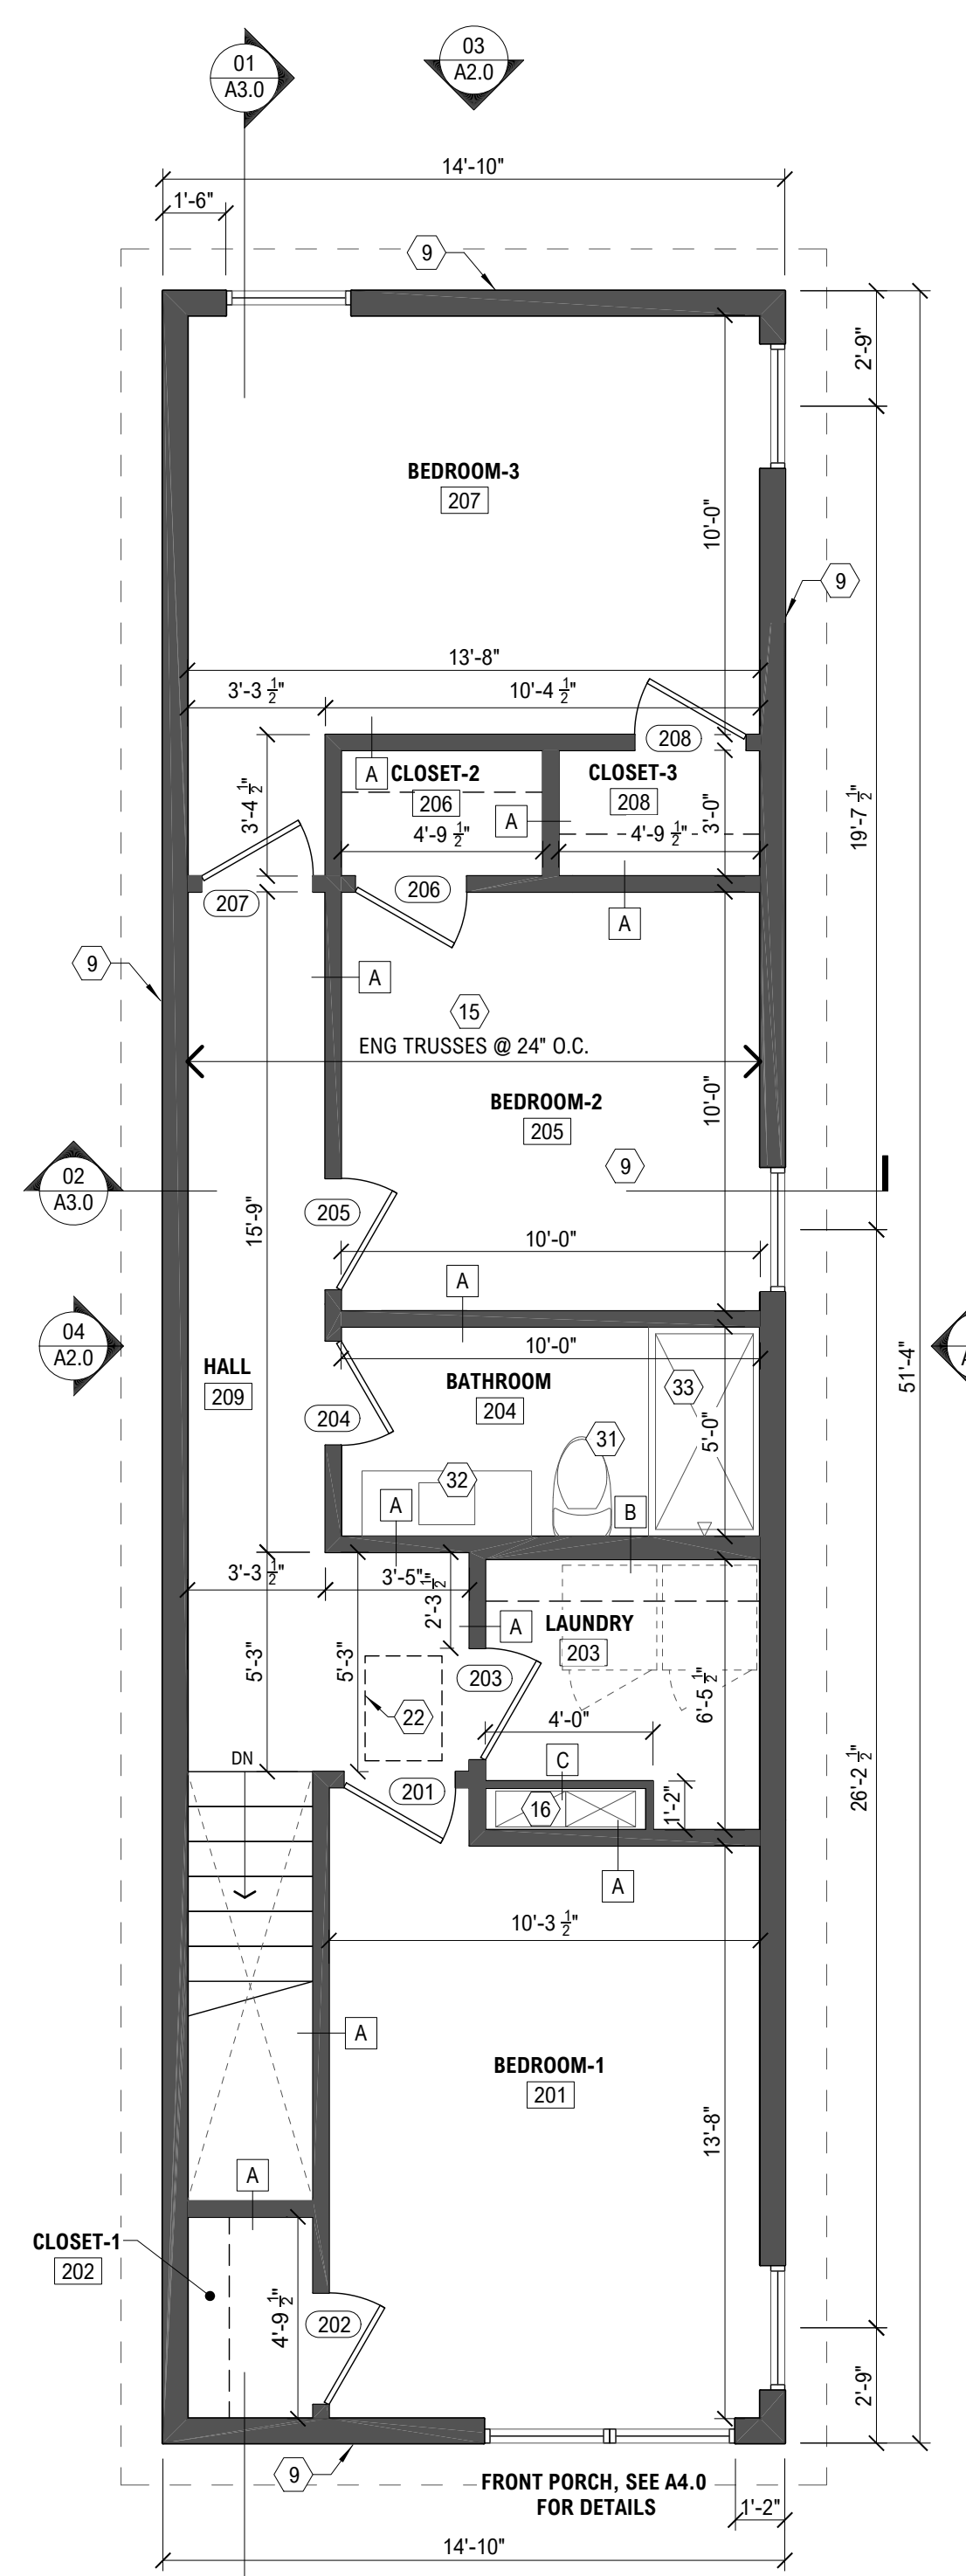 01
A3.0
03
A2.0
14'-10"
1'-6"
9
2'-9"
BEDROOM-3
207
10'-0"
9
13'-8"
3'-3 1/2"
10'-4 1/2"
208
A
CLOSET-2
206
CLOSET-3
208
3'-4 1/2"
A
4'-9 1/2"
4'-9 1/2"
3'-0"
19'-7 1/2"
207
206
A
9
A
15
ENG TRUSSES @ 24" O.C.
BEDROOM-2
205
10'-0"
9
02
A3.0
205
15'-9"
10'-0"
A
04
A2.0
10'-0"
51'-4"
A
HALL
209
BATHROOM
204
33
204
5'-0"
31
32
A
B
3'-3 1/2"
3'-5"
2'-3 1/2"
LAUNDRY
203
A
5'-3"
5'-3"
203
6'-5 1/2"
22
4'-0"
DN
C
201
16
1'-2"
26'-2 1/2"
A
10'-3 1/2"
A
BEDROOM-1
201
13'-8"
A
CLOSET-1
202
4'-9 1/2"
202
2'-9"
9
FRONT PORCH, SEE A4.0
FOR DETAILS
1'-2"
14'-10"